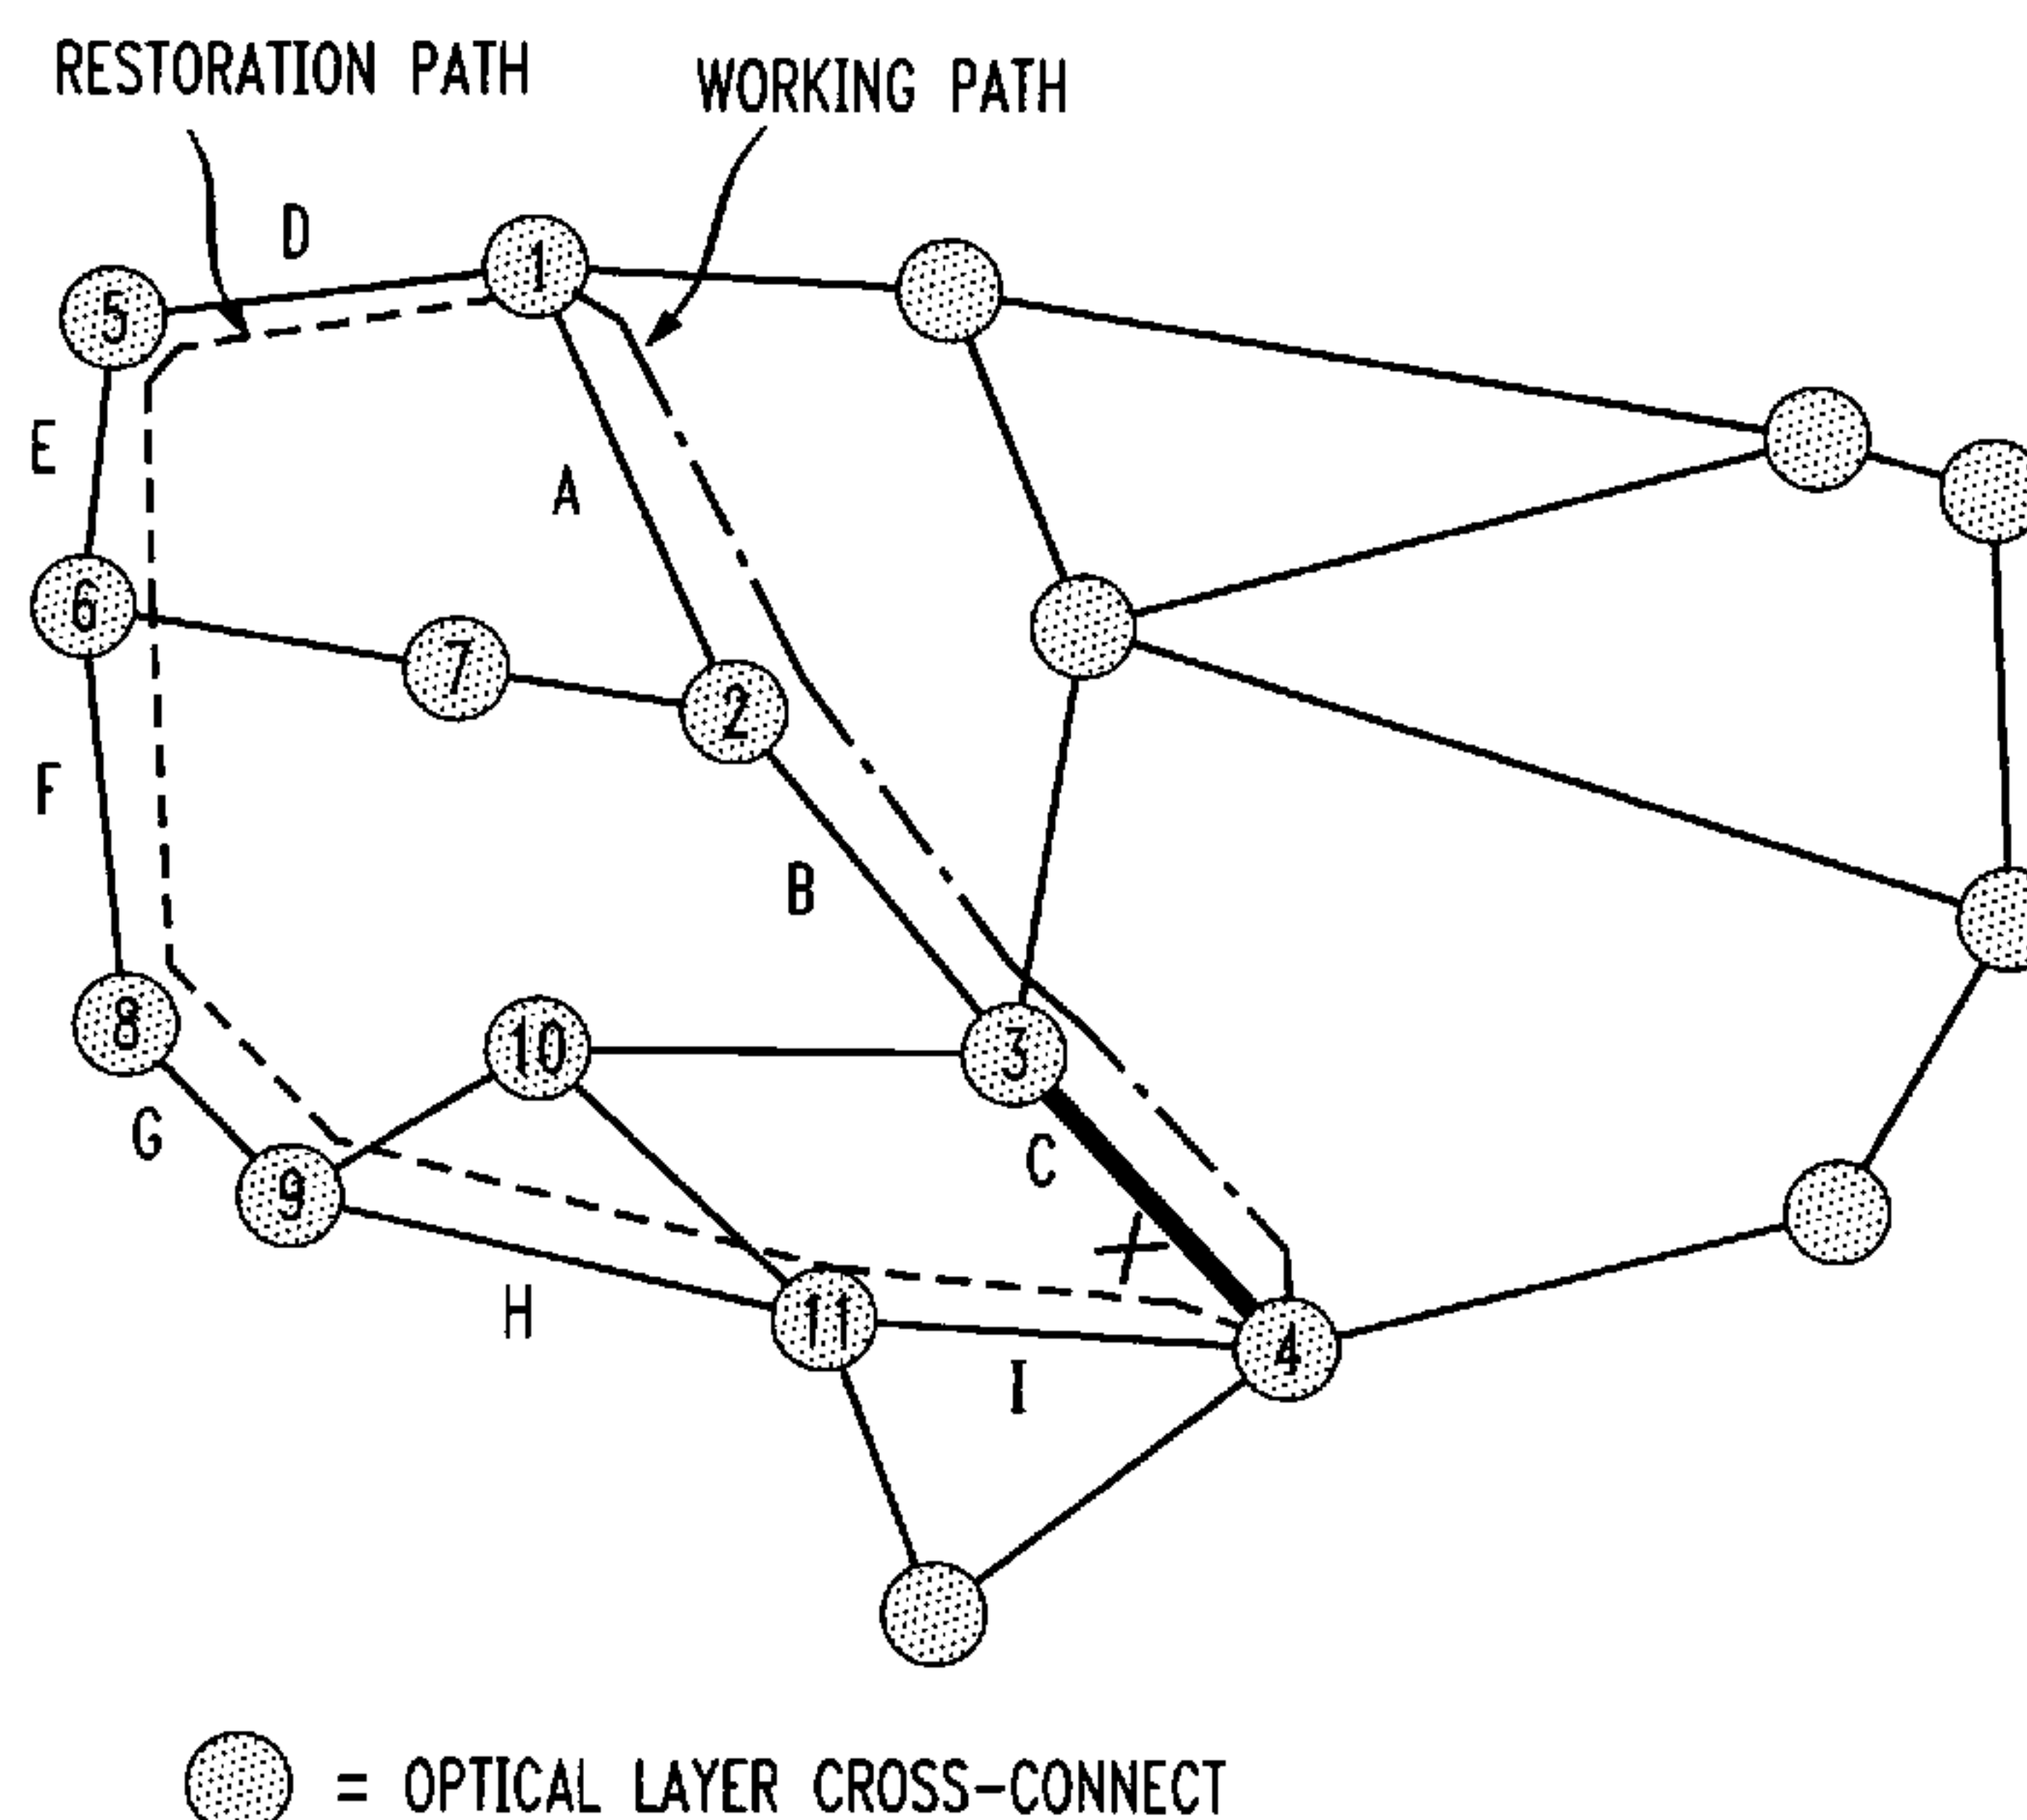 RESTORATION PATH
WORKING PATH
D
1
5
E
A
6
7
2
F
B
8
10
3
G
C
9
H
11
4
I
= OPTICAL LAYER CROSS-CONNECT